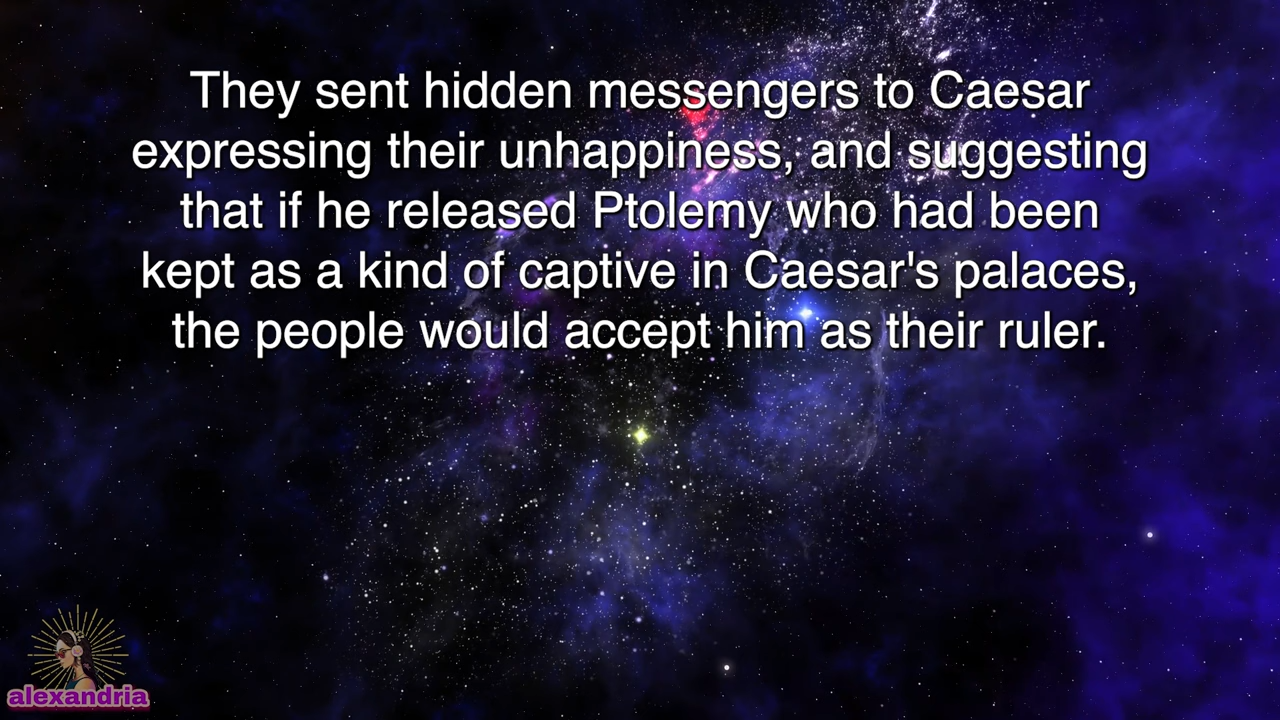 They sent hidden messengers to Caesar
expressing their unhappiness, and suggesting
that if he released Ptolemy who had been
kept as a kind of captive in Caesar's palaces,
the people would accept him as their ruler.
alexandria